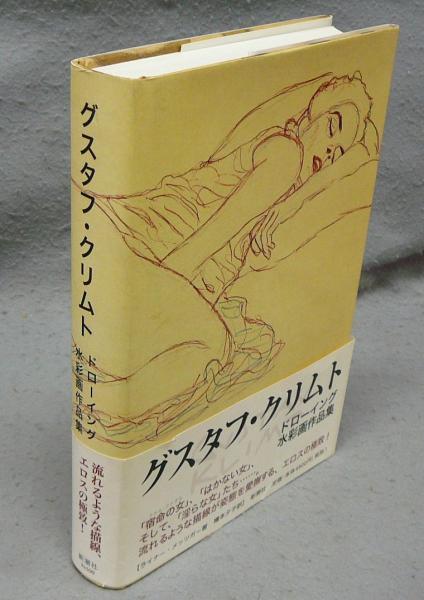 グスタフ・クリムト
ドローイング
水彩画作品集
流れるような描線、
エロスの極致!
新潮社
グスタフ・クリムト
ドローイング
水彩画作品集
「宿命の女」、「はかない女」、
そして、「淫らな女」たち……。
流れるような描線が姿態を愛撫する、エロスの極致!